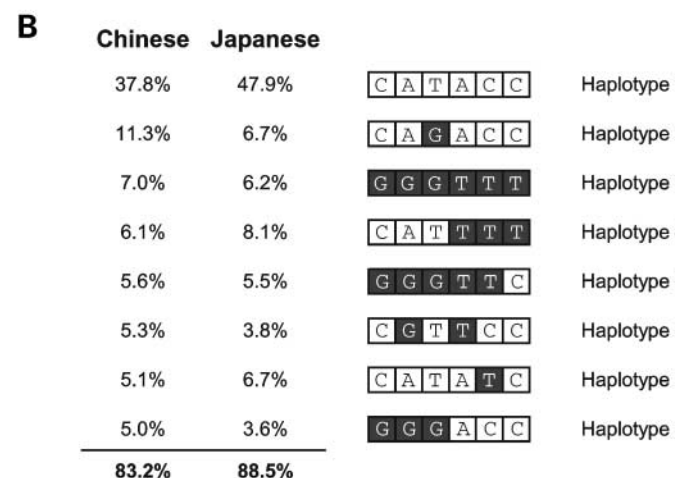 B
Chinese Japanese
37.8% 47.9% C A T A C C Haplotype
11.3% 6.7% C A G A C C Haplotype
7.0% 6.2% G G G T T T Haplotype
6.1% 8.1% C A T T T T Haplotype
5.6% 5.5% G G G T T C Haplotype
5.3% 3.8% C G T T C C Haplotype
5.1% 6.7% C A T A T C Haplotype
5.0% 3.6% G G G A C C Haplotype
83.2% 88.5%